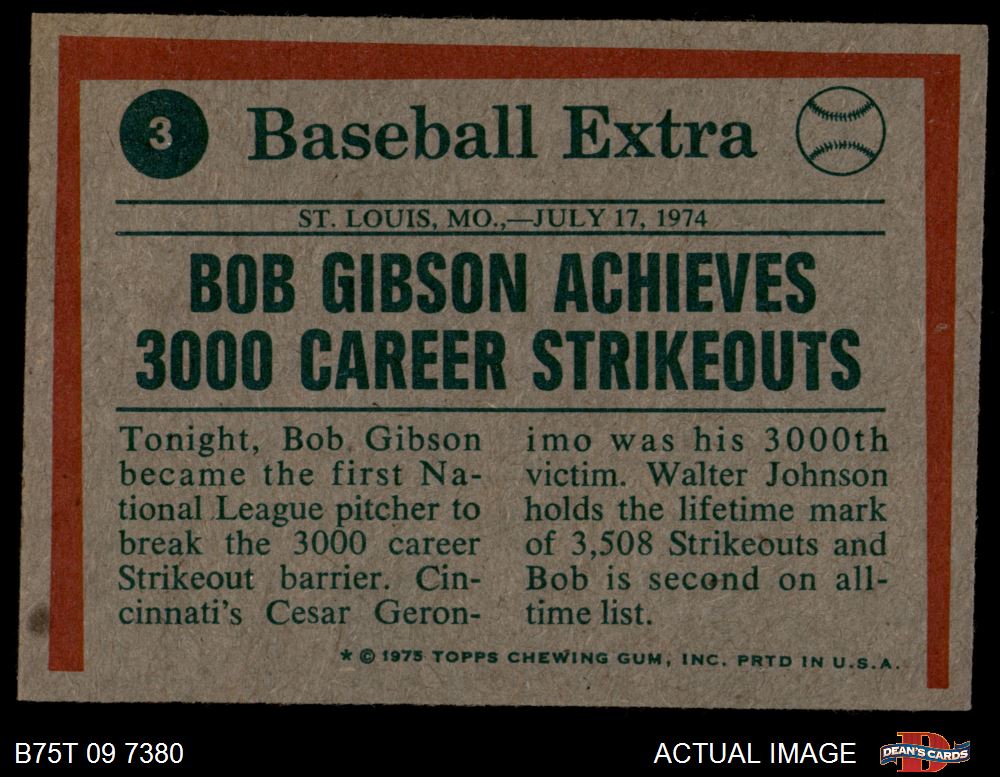 3
Baseball Extra
ST. LOUIS, MO.,—JULY 17, 1974
BOB GIBSON ACHIEVES
3000 CAREER STRIKEOUTS
Tonight, Bob Gibson
became the first Na-
tional League pitcher to
break the 3000 career
Strikeout barrier. Cin-
cinnati's Cesar Geron-
imo was his 3000th
victim. Walter Johnson
holds the lifetime mark
of 3,508 Strikeouts and
Bob is second on all-
time list.
* © 1975 TOPPS CHEWING GUM, INC. PRTD IN U.S.A.
B75T 09 7380
ACTUAL IMAGE
D
DEAN'S CARDS